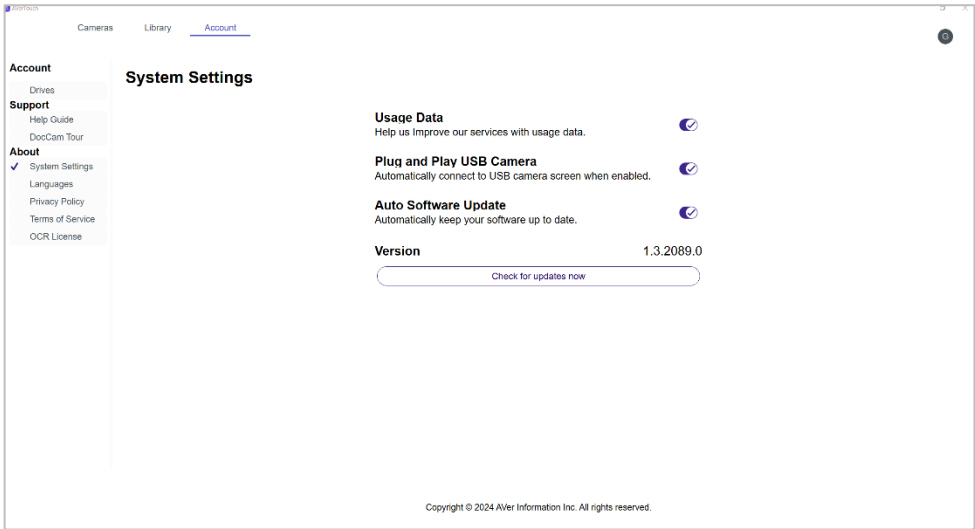 AVerTouch
Cameras Library Account
G
Account
Drives
Support
Help Guide
DocCam Tour
About
System Settings
Languages
Privacy Policy
Terms of Service
OCR License
System Settings
Usage Data
Help us Improve our services with usage data.
Plug and Play USB Camera
Automatically connect to USB camera screen when enabled.
Auto Software Update
Automatically keep your software up to date.
Version 1.3.2089.0
Check for updates now
Copyright © 2024 AVer Information Inc. All rights reserved.